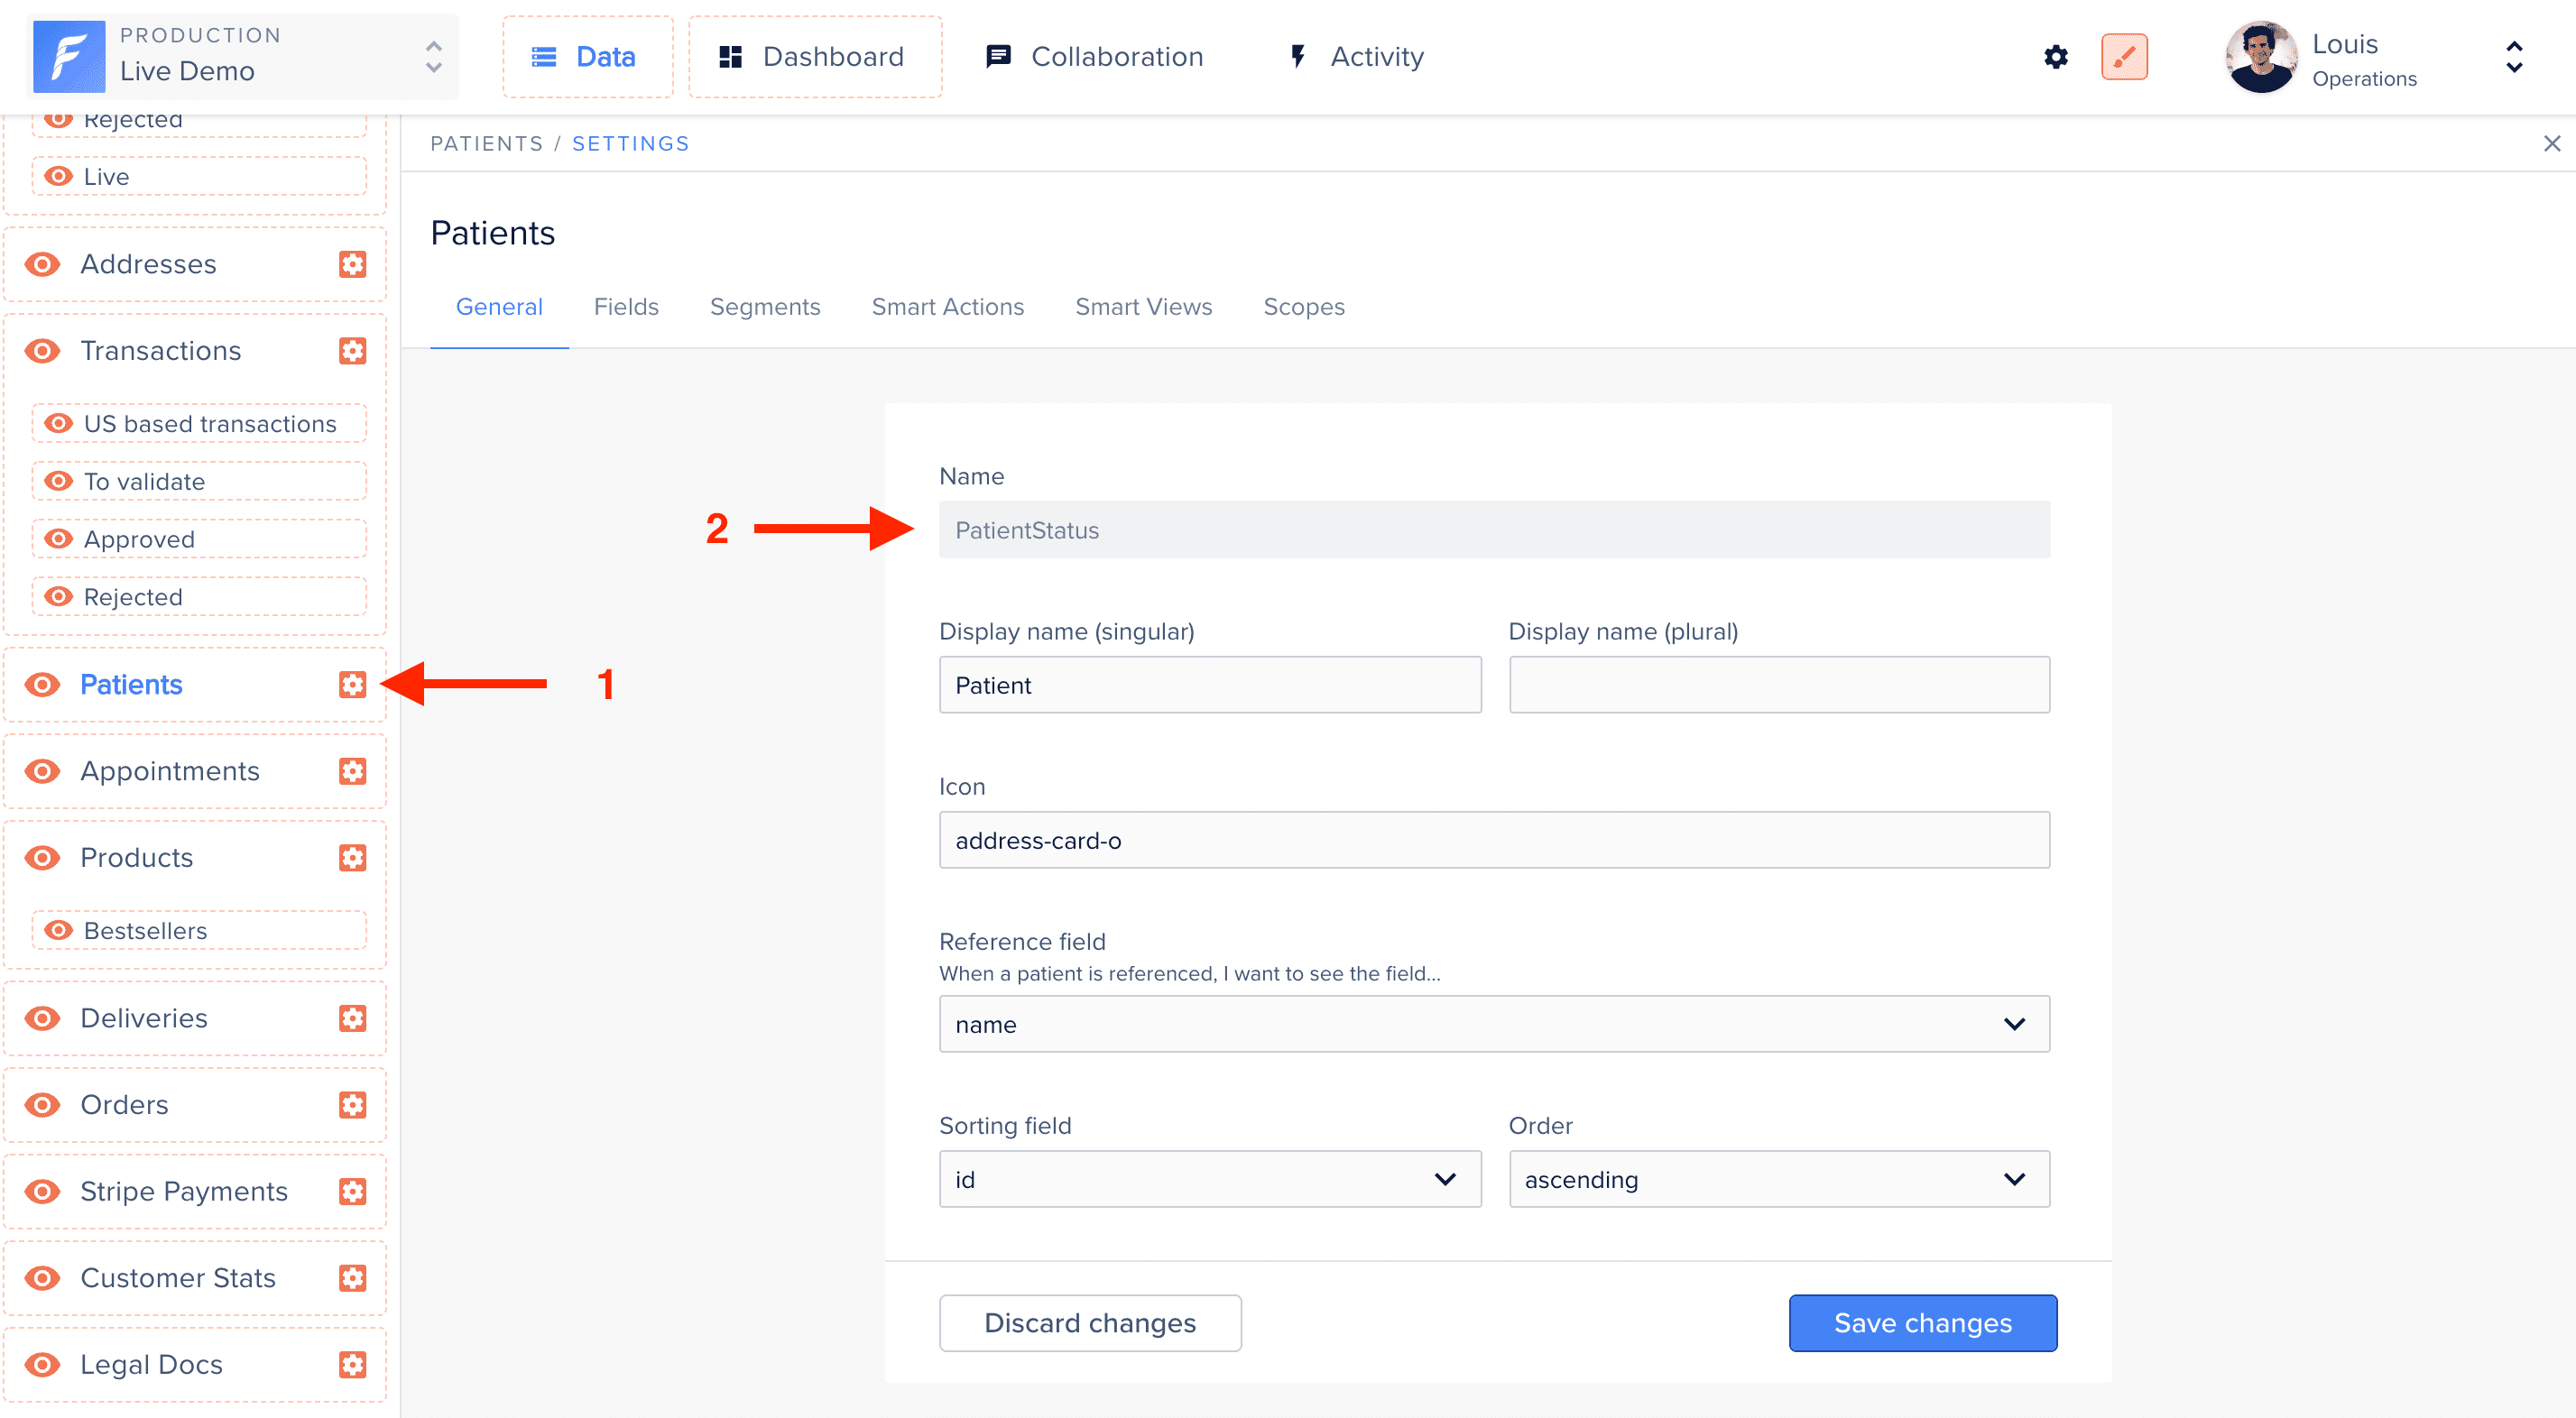 PRODUCTION
Live Demo
Data
Dashboard
Collaboration
Activity
Louis
Operations
Rejected
Live
Addresses
Transactions
US based transactions
To validate
Approved
Rejected
Patients
1
Appointments
Products
Bestsellers
Deliveries
Orders
Stripe Payments
Customer Stats
Legal Docs
PATIENTS / SETTINGS
Patients
General Fields Segments Smart Actions Smart Views Scopes
Name
2 PatientStatus
Display name (singular) Display name (plural)
Patient
Icon
address-card-o
Reference field
When a patient is referenced, I want to see the field...
name
Sorting field Order
id ascending
Discard changes Save changes